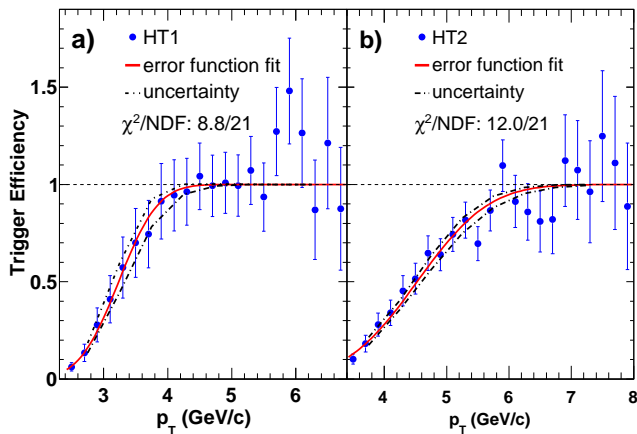 a)
HT1
error function fit
uncertainty
χ²/NDF: 8.8/21
b)
HT2
error function fit
uncertainty
χ²/NDF: 12.0/21
Trigger Efficiency
1.5
1
0.5
0
3 4 5 6
4 5 6 7 8
p_T (GeV/c)
p_T (GeV/c)